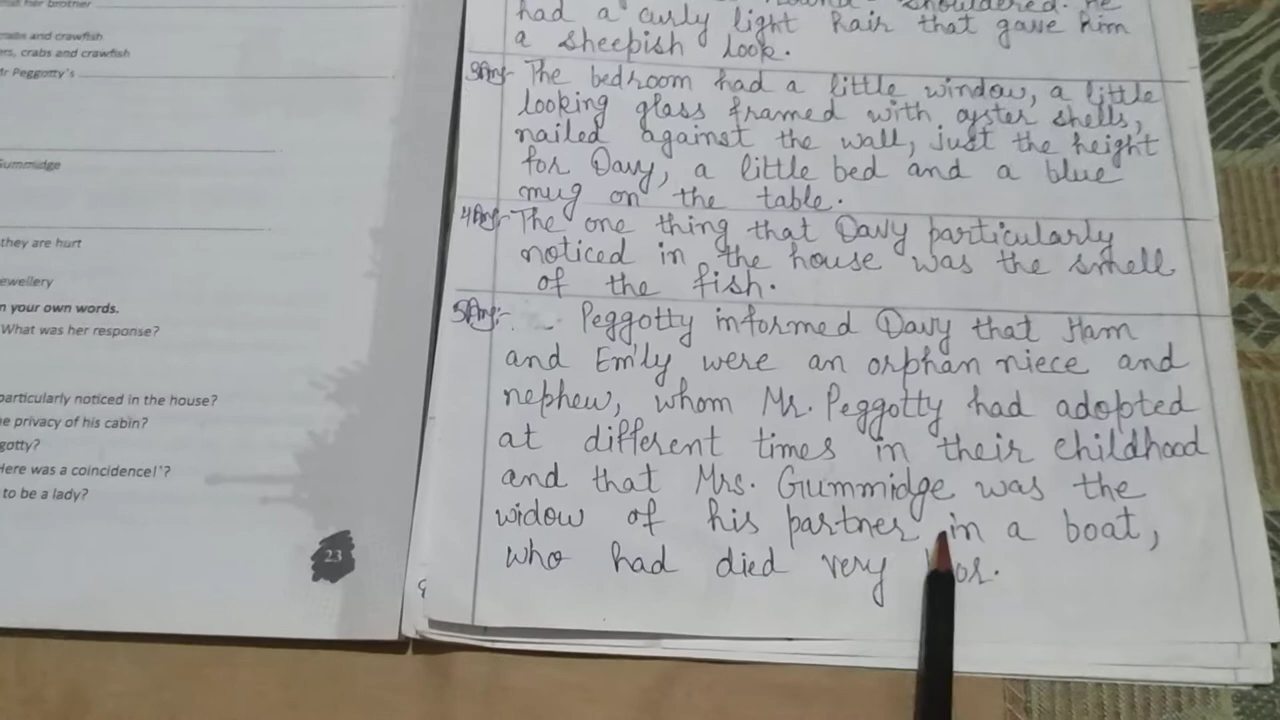 her brother
crabs and crawfish
crabs and crawfish
Mr Peggotty's
Gummidge
they are hurt
jewellery
in your own words.
What was her response?
particularly noticed in the house?
privacy of his cabin?
Here was a coincidence!'?
to be a lady?
23
shouldered. He
had a curly light hair that gave him
a sheepish look.
3Ans- The bedroom had a little window, a little
looking glass framed with oyster shells,
nailed against the wall, just the height
for Davy, a little bed and a blue
mug on the table.
4Ans- The one thing that Davy particularly
noticed in the house was the smell
of the fish.
5Ans:- Peggotty informed Davy that Ham
and Em'ly were an orphan niece and
nephew, whom Mr. Peggotty had adopted
at different times in their childhood
and that Mrs. Gummidge was the
widow of his partner in a boat,
who had died very